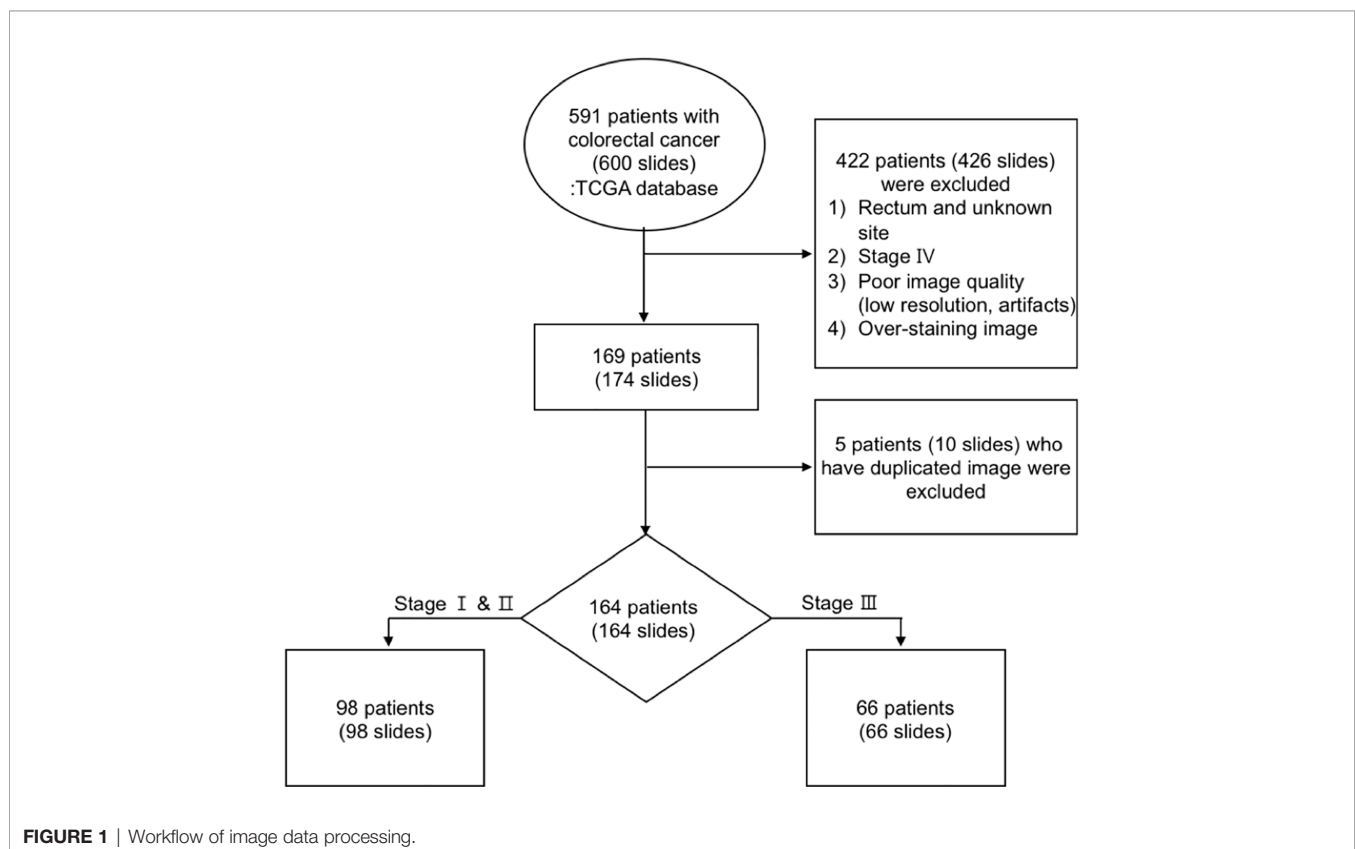 591 patients with
colorectal cancer
(600 slides)
:TCGA database
422 patients (426 slides)
were excluded
1) Rectum and unknown
site
2) Stage Ⅳ
3) Poor image quality
(low resolution, artifacts)
4) Over-staining image
169 patients
(174 slides)
5 patients (10 slides) who
have duplicated image were
excluded
Stage Ⅰ & Ⅱ
164 patients
(164 slides)
Stage Ⅲ
98 patients
(98 slides)
66 patients
(66 slides)
FIGURE 1 | Workflow of image data processing.